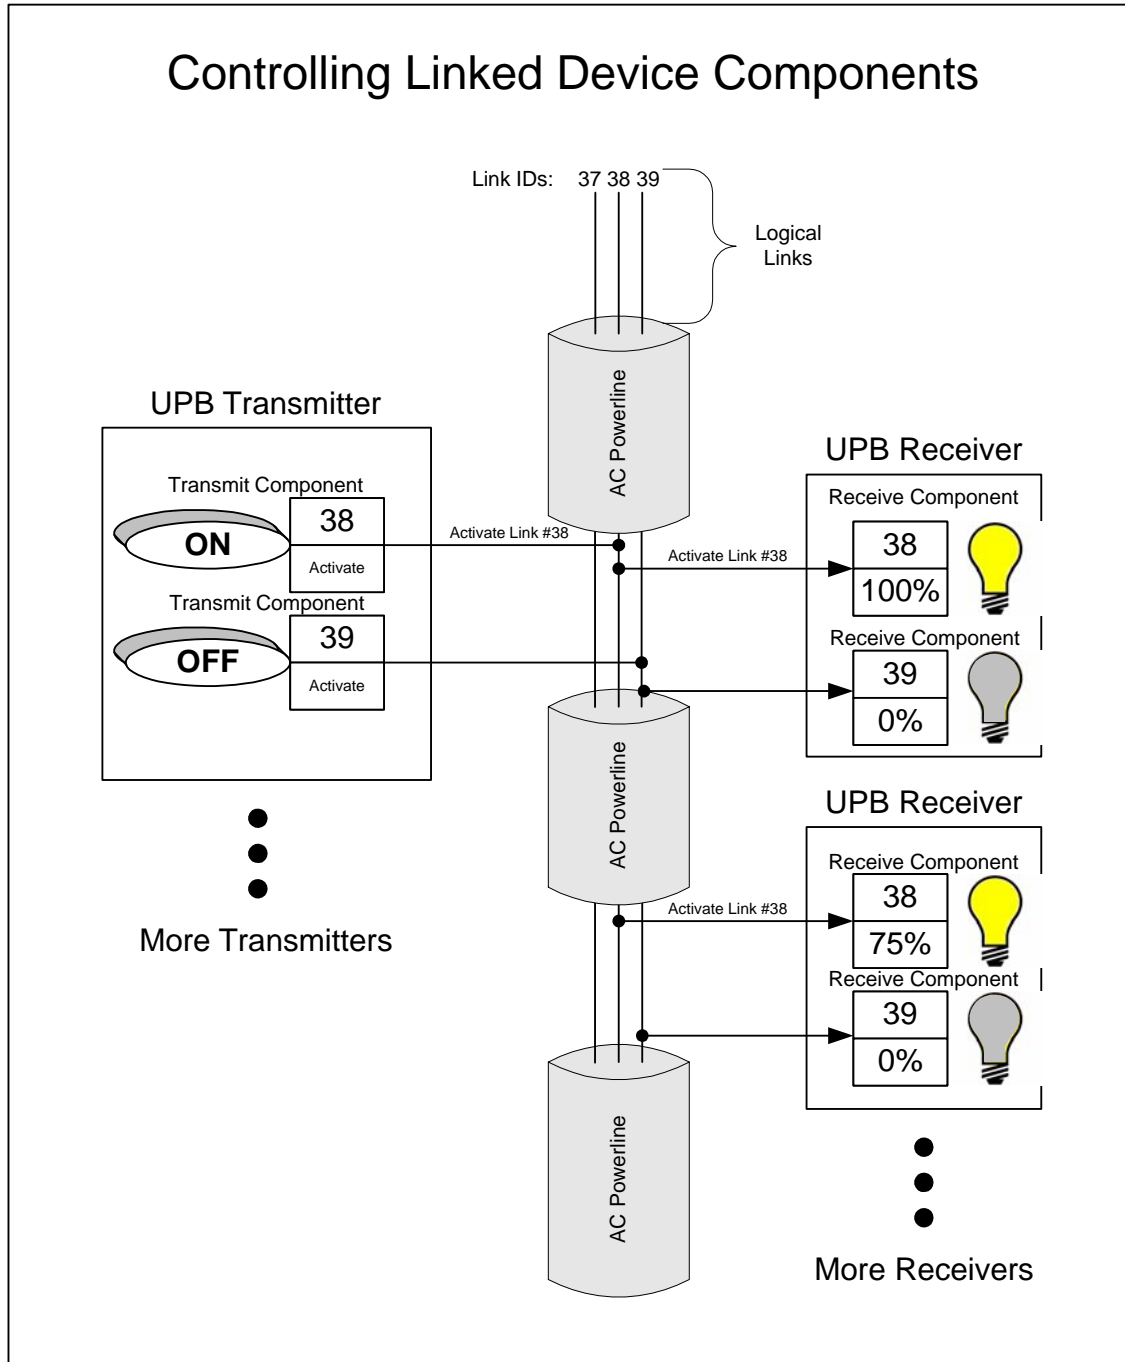 Controlling Linked Device Components
Link IDs: 37 38 39
Logical
Links
AC Powerline
UPB Transmitter
Transmit Component
ON
38
Activate
Transmit Component
OFF
39
Activate
More Transmitters
Activate Link #38
Activate Link #38
UPB Receiver
Receive Component
38
100%
Receive Component
39
0%
AC Powerline
UPB Receiver
Activate Link #38
Receive Component
38
75%
Receive Component
39
0%
AC Powerline
More Receivers